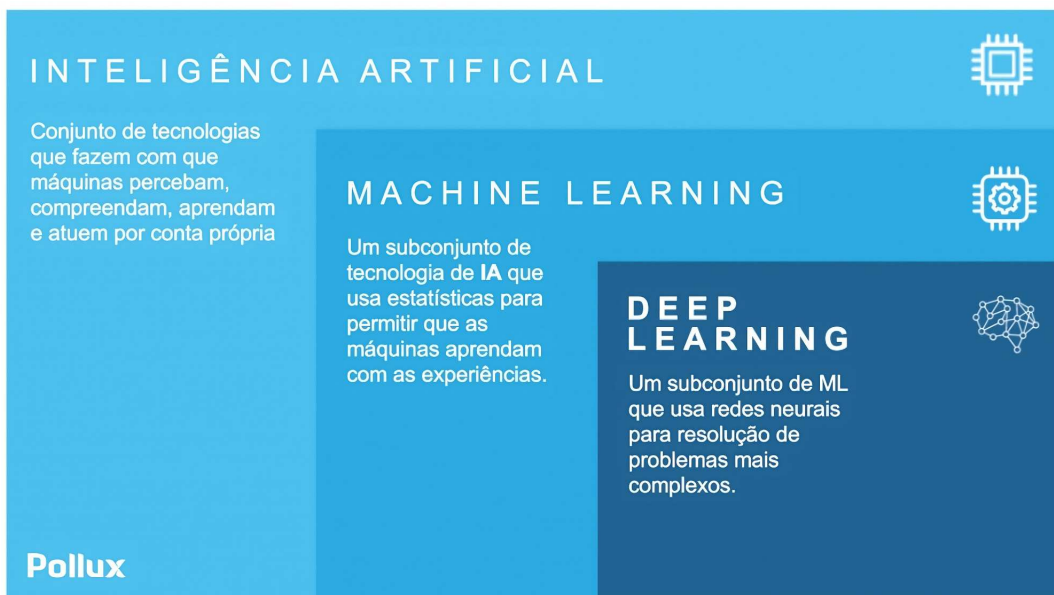 INTELIGÊNCIA ARTIFICIAL
Conjunto de tecnologias
que fazem com que
máquinas percebam,
compreendam, aprendam
e atuem por conta própria
MACHINE LEARNING
Um subconjunto de
tecnologia de IA que
usa estatísticas para
permitir que as
máquinas aprendam
com as experiências.
DEEP
LEARNING
Um subconjunto de ML
que usa redes neurais
para resolução de
problemas mais
complexos.
Pollux